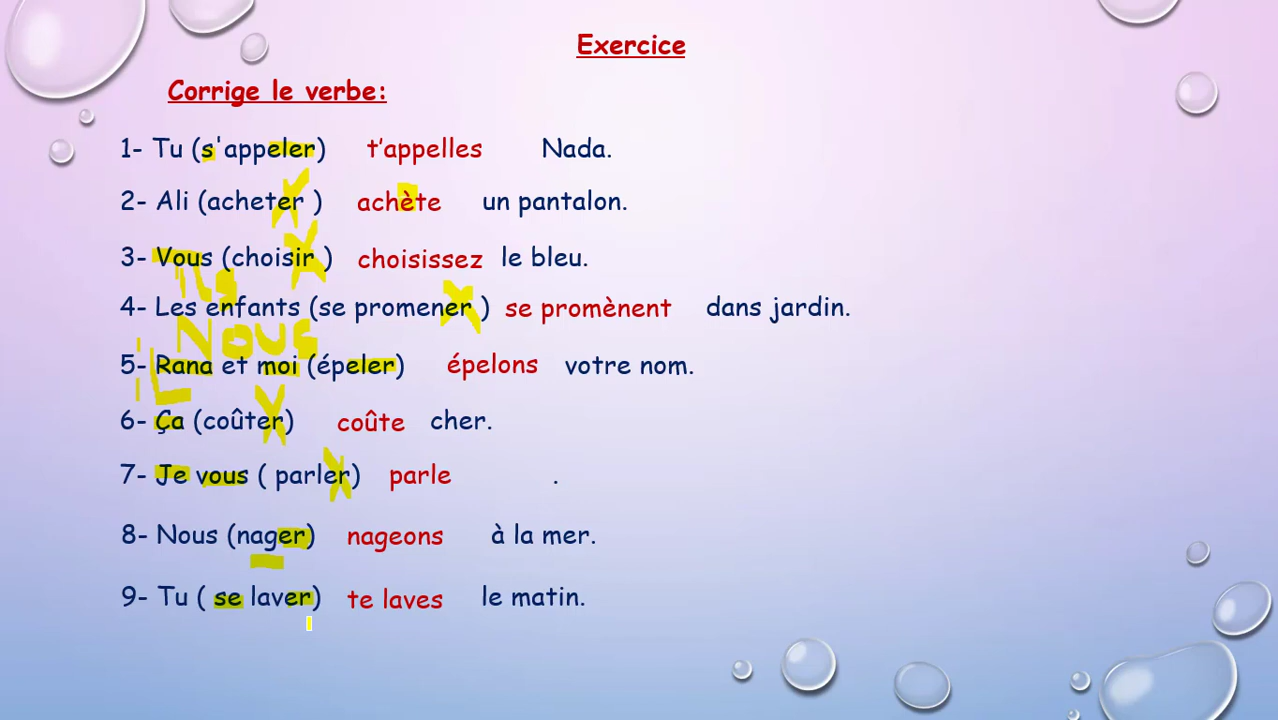 Exercice
Corrige le verbe:
1- Tu (s'appeler) t'appelles Nada.
2- Ali (acheter ) achète un pantalon.
3- Vous (choisir ) choisissez le bleu.
Ils
4- Les enfants (se promener ) se promènent dans jardin.
Nous
5- Rana et moi (épeler) épelons votre nom.
6- Ça (coûter) coûte cher.
7- Je vous ( parler) parle .
8- Nous (nager) nageons à la mer.
9- Tu ( se laver) te laves le matin.